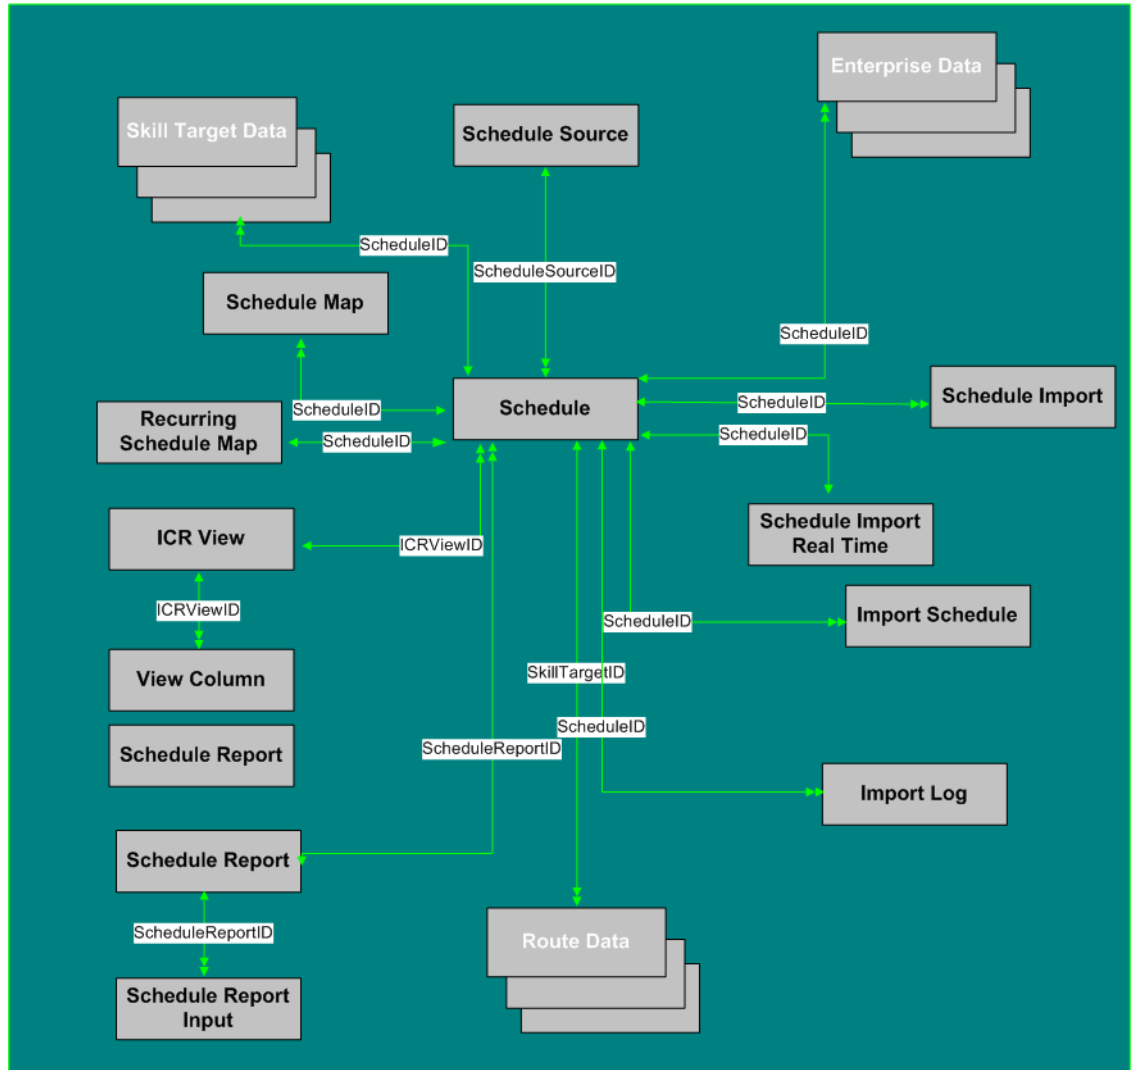 Enterprise Data
Skill Target Data
Schedule Source
ScheduleID
ScheduleSourceID
Schedule Map
ScheduleID
Schedule Import
ScheduleID
Schedule
ScheduleID
Recurring
Schedule Map
ScheduleID
ScheduleID
Schedule Import
Real Time
ICR View
ICRViewID
ICRViewID
Import Schedule
ScheduleID
View Column
SkillTargetID
ScheduleID
ScheduleReportID
Schedule Report
Import Log
Schedule Report
ScheduleReportID
Route Data
Schedule Report
Input